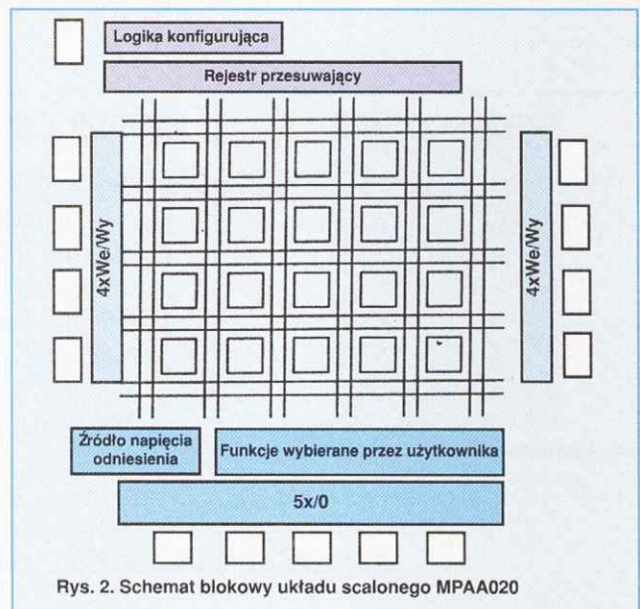 Logika konfigurująca
Rejestr przesuwający
4xWe/Wy
4xWe/Wy
Źródło napięcia
odniesienia
Funkcje wybierane przez użytkownika
5x/0
Rys. 2. Schemat blokowy układu scalonego MPAA020